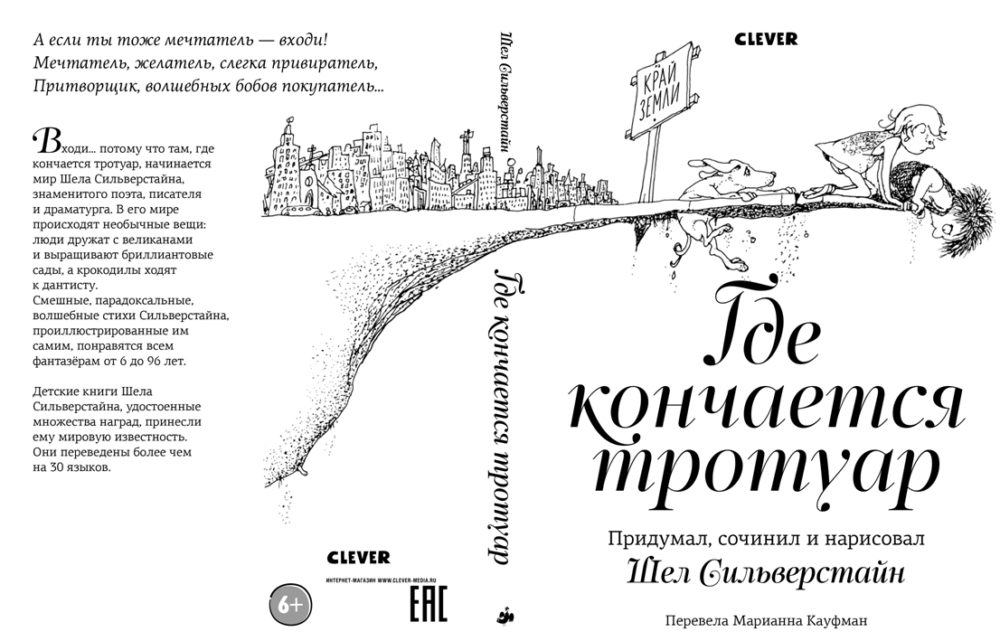 А если ты тоже мечтатель — входи!
Мечтатель, желатель, слегка привиратель,
Притворщик, волшебных бобов покупатель...
Входи... потому что там, где
кончается тротуар, начинается
мир Шела Сильверстайна,
знаменитого поэта, писателя
и драматурга. В его мире
происходят необычные вещи:
люди дружат с великанами
и выращивают бриллиантовые
сады, а крокодилы ходят
к дантисту.
Смешные, парадоксальные,
волшебные стихи Сильверстайна,
проиллюстрированные им
самим, понравятся всем
фантазёрам от 6 до 96 лет.
Детские книги Шела
Сильверстайна, удостоенные
множества наград, принесли
ему мировую известность.
Они переведены более чем
на 30 языков.
CLEVER
ИНТЕРНЕТ-МАГАЗИН WWW.CLEVER-MEDIA.RU
6+
EAC
Шел Сильверстайн
Где кончается тротуар
CLEVER
КРАЙ
ЗЕМЛИ
Где
кончается
тротуар
Придумал, сочинил и нарисовал
Шел Сильверстайн
Перевела Марианна Кауфман